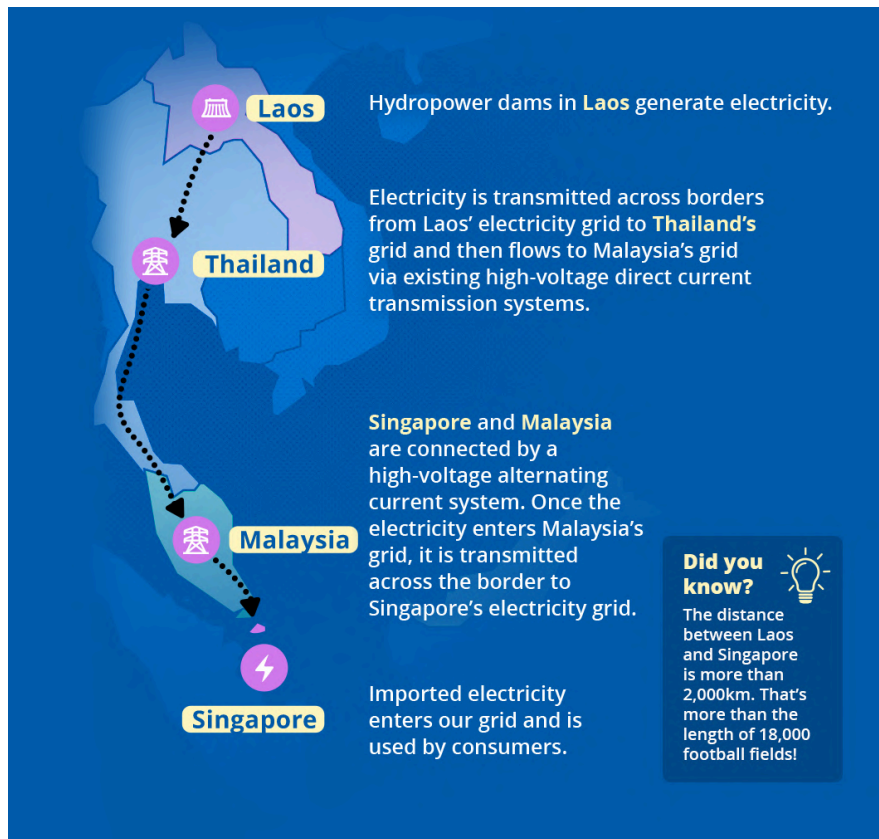 Laos
Hydropower dams in Laos generate electricity.
Electricity is transmitted across borders
from Laos’ electricity grid to Thailand’s
grid and then flows to Malaysia’s grid
via existing high-voltage direct current
transmission systems.
Thailand
Singapore and Malaysia
are connected by a
high-voltage alternating
current system. Once the
electricity enters Malaysia’s
grid, it is transmitted
across the border to
Singapore’s electricity grid.
Malaysia
Did you
know?
The distance
between Laos
and Singapore
is more than
2,000km. That’s
more than the
length of 18,000
football fields!
Singapore
Imported electricity
enters our grid and is
used by consumers.